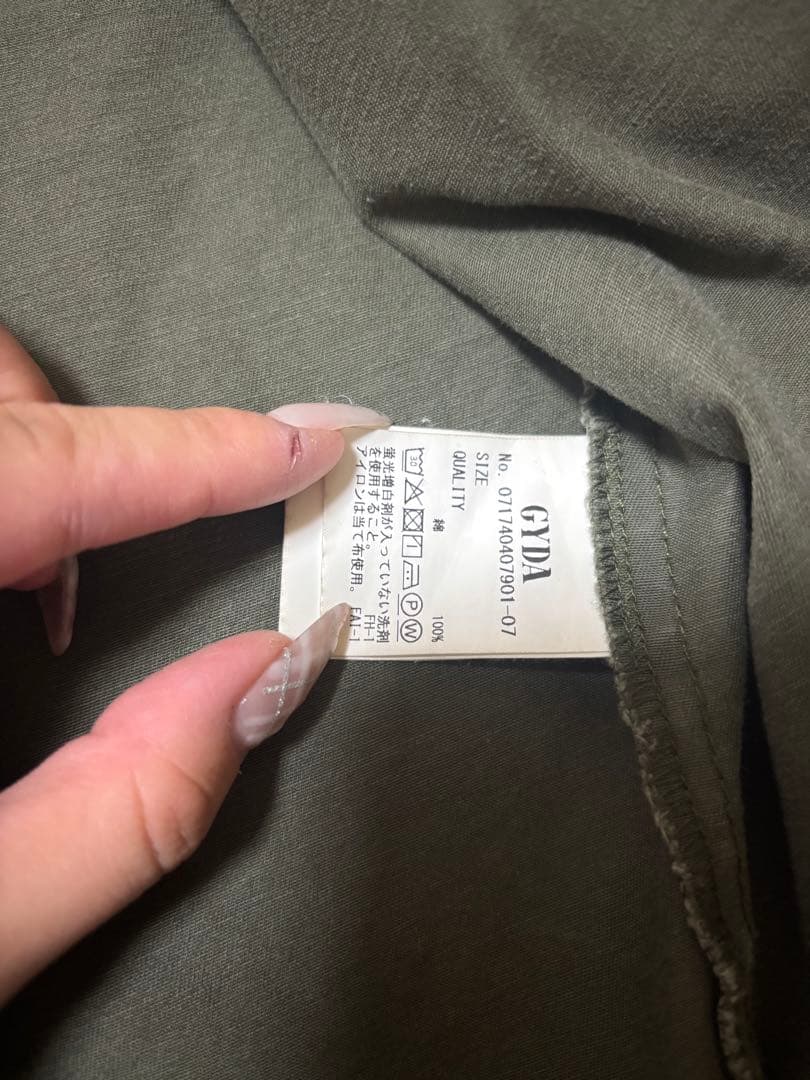 GYDA
No. 071740407901-07
SIZE
QUALITY
綿 100%
30
P W
蛍光増白剤が入っていない洗剤
を使用すること。 FH-1
アイロンは当て布使用。 EAI-1